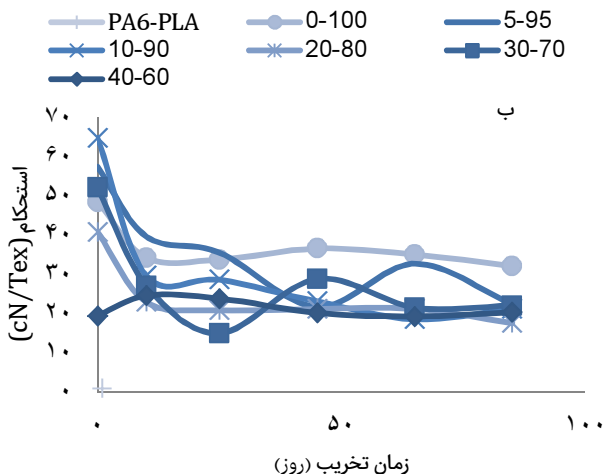 PA6-PLA 0-100 5-95
10-90 20-80 30-70
40-60
ب
۷۰
۶۰
۵۰
۴۰
۳۰
۲۰
۱۰
۰
استحکام (cN/Tex)
۰ ۵۰ ۱۰۰
زمان تخریب (روز)